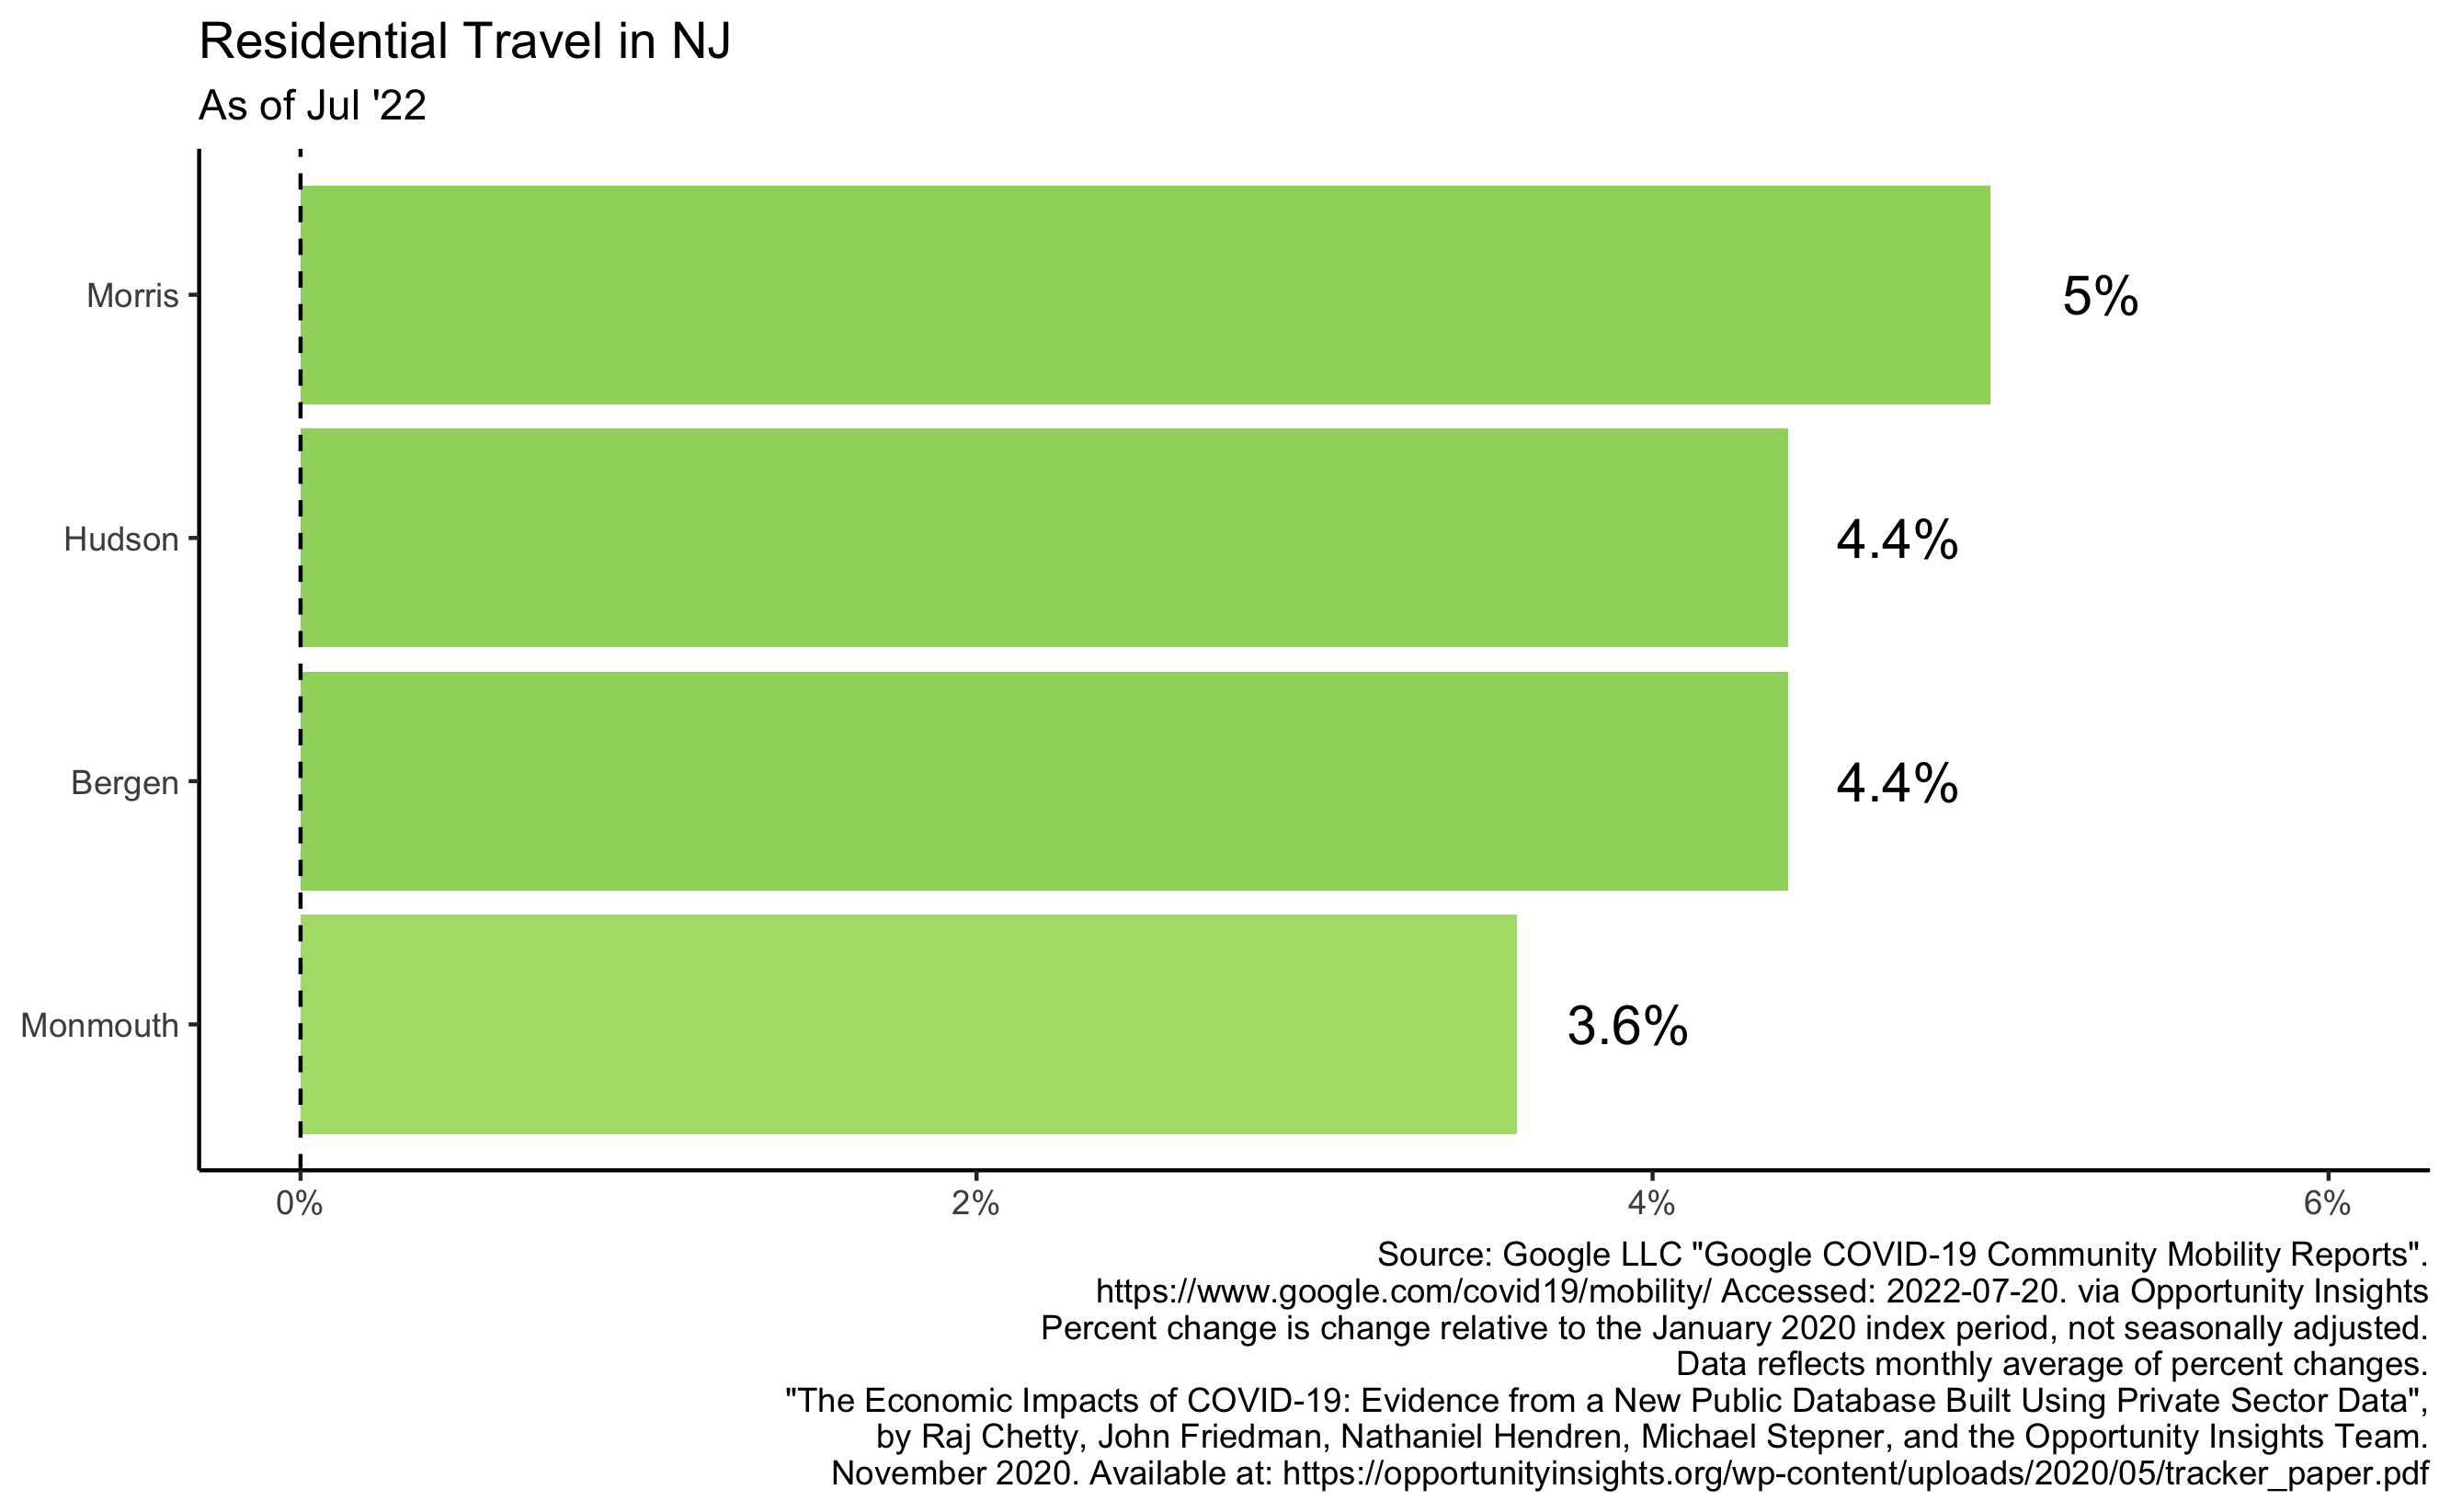 Residential Travel in NJ
As of Jul '22
Morris
5%
Hudson
4.4%
Bergen
4.4%
Monmouth
3.6%
0% 2% 4% 6%
Source: Google LLC "Google COVID-19 Community Mobility Reports".
https://www.google.com/covid19/mobility/ Accessed: 2022-07-20. via Opportunity Insights
Percent change is change relative to the January 2020 index period, not seasonally adjusted.
Data reflects monthly average of percent changes.
"The Economic Impacts of COVID-19: Evidence from a New Public Database Built Using Private Sector Data",
by Raj Chetty, John Friedman, Nathaniel Hendren, Michael Stepner, and the Opportunity Insights Team.
November 2020. Available at: https://opportunityinsights.org/wp-content/uploads/2020/05/tracker_paper.pdf